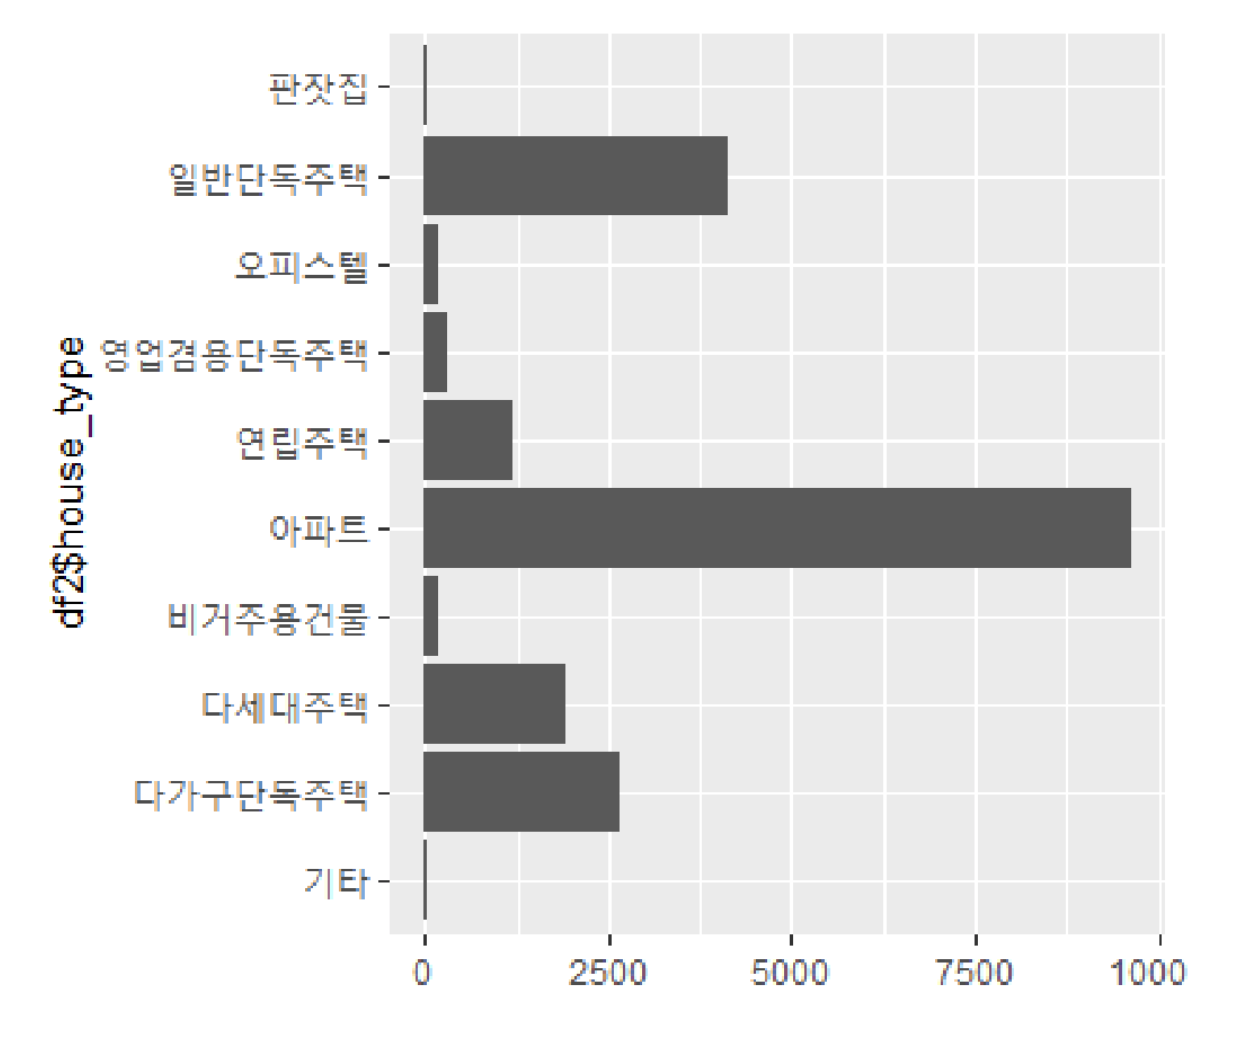 판잣집
일반단독주택
오피스텔
영업겸용단독주택
연립주택
아파트
비거주용건물
다세대주택
다가구단독주택
기타
df2$house_type
0 2500 5000 7500 1000